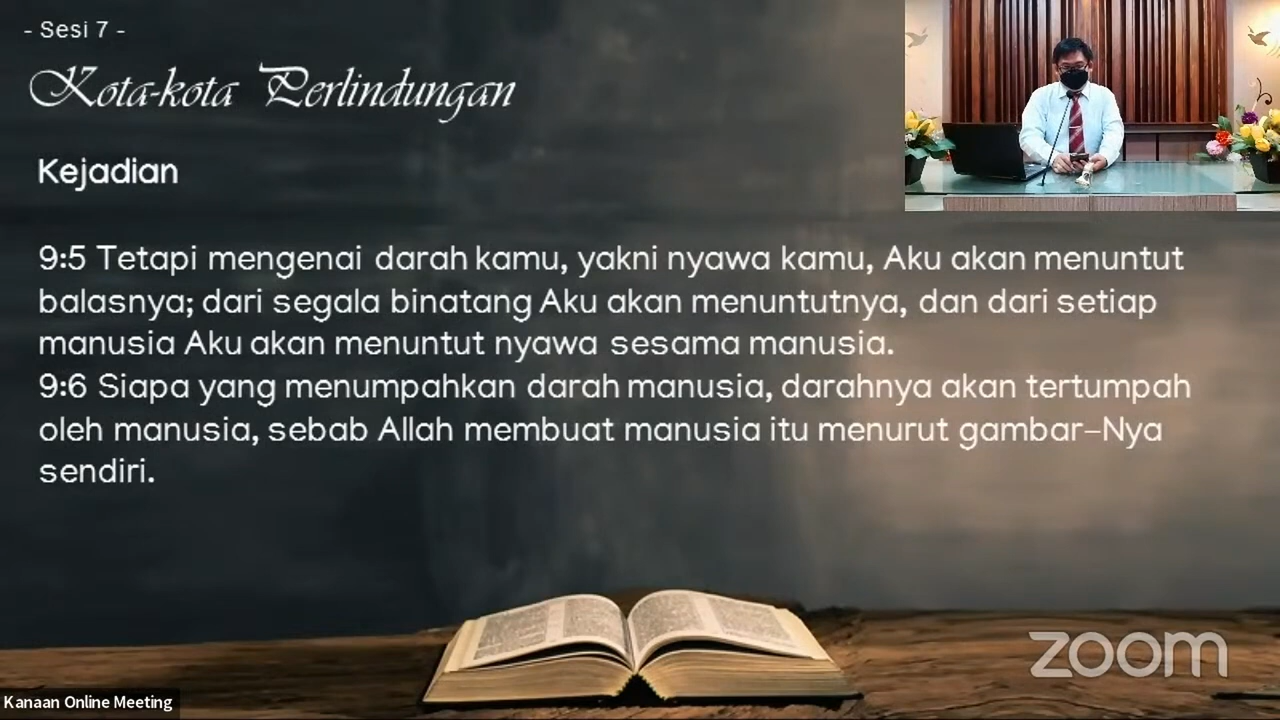 - Sesi 7 -
Kota-kota Perlindungan
Kejadian
9:5 Tetapi mengenai darah kamu, yakni nyawa kamu, Aku akan menuntut
balasnya; dari segala binatang Aku akan menuntutnya, dan dari setiap
manusia Aku akan menuntut nyawa sesama manusia.
9:6 Siapa yang menumpahkan darah manusia, darahnya akan tertumpah
oleh manusia, sebab Allah membuat manusia itu menurut gambar–Nya
sendiri.
zoom
Kanaan Online Meeting